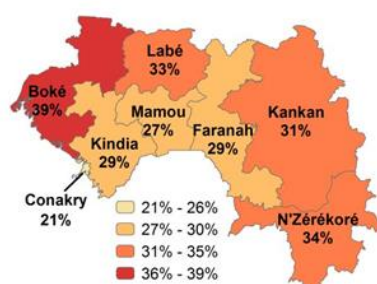 Labé
33%
Boké
39%
Mamou
27%
Kankan
31%
Faranah
29%
Kindia
29%
Conakry
21%
N'Zérékoré
34%
21% - 26%
27% - 30%
31% - 35%
36% - 39%